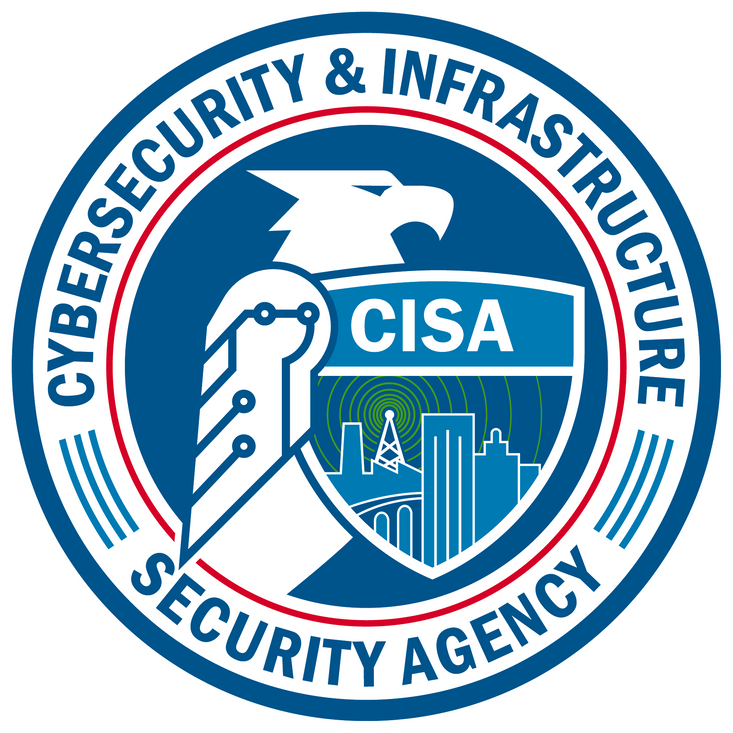 CYBERSECURITY & INFRASTRUCTURE
CISA
SECURITY AGENCY